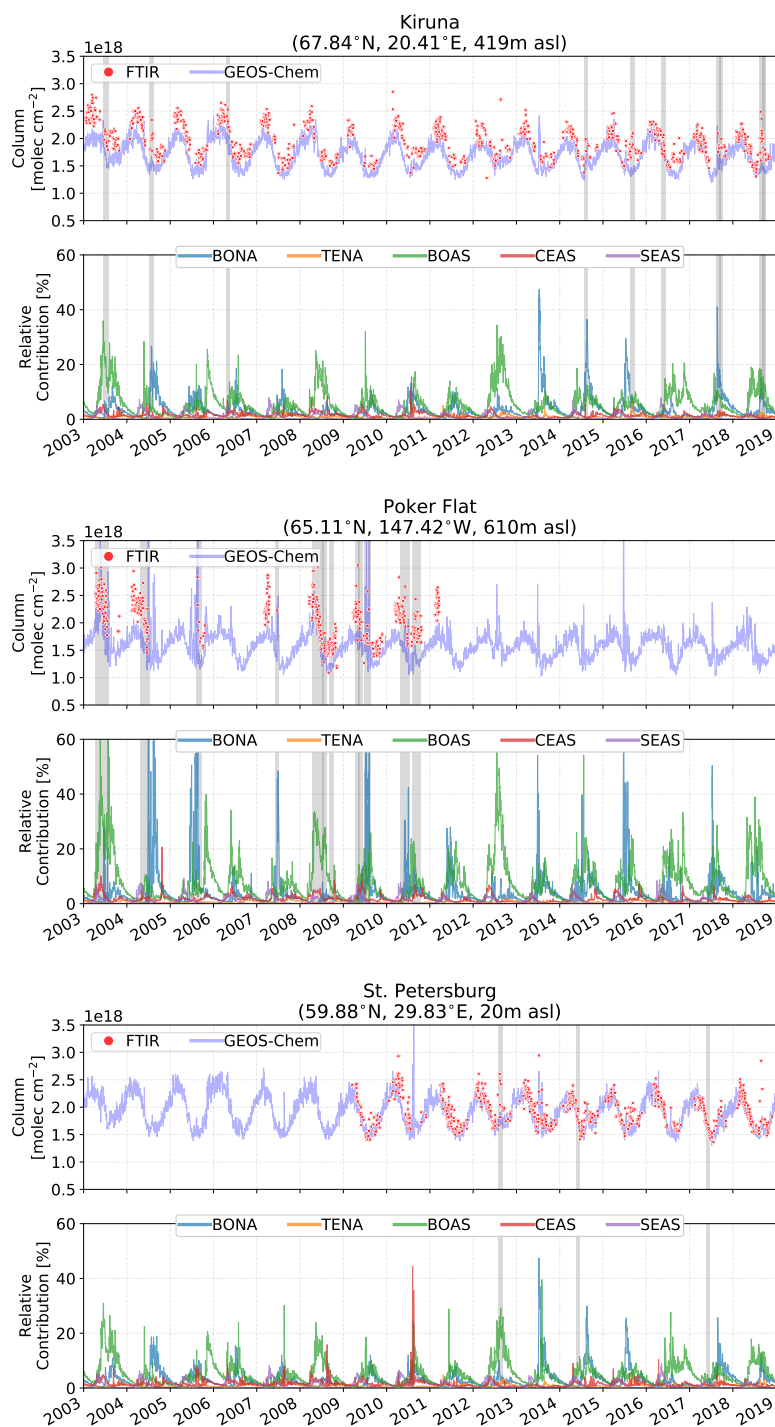 Kiruna
(67.84°N, 20.41°E, 419m asl)
1e18
3.5
3.0
2.5
2.0
1.5
1.0
0.5
Column
[molec cm⁻²]
FTIR GEOS-Chem
60
40
20
0
Relative
Contribution [%]
BONA TENA BOAS CEAS SEAS
2003 2004 2005 2006 2007 2008 2009 2010 2011 2012 2013 2014 2015 2016 2017 2018 2019
Poker Flat
(65.11°N, 147.42°W, 610m asl)
1e18
3.5
3.0
2.5
2.0
1.5
1.0
0.5
Column
[molec cm⁻²]
FTIR GEOS-Chem
60
40
20
0
Relative
Contribution [%]
BONA TENA BOAS CEAS SEAS
2003 2004 2005 2006 2007 2008 2009 2010 2011 2012 2013 2014 2015 2016 2017 2018 2019
St. Petersburg
(59.88°N, 29.83°E, 20m asl)
1e18
3.5
3.0
2.5
2.0
1.5
1.0
0.5
Column
[molec cm⁻²]
FTIR GEOS-Chem
60
40
20
0
Relative
Contribution [%]
BONA TENA BOAS CEAS SEAS
2003 2004 2005 2006 2007 2008 2009 2010 2011 2012 2013 2014 2015 2016 2017 2018 2019